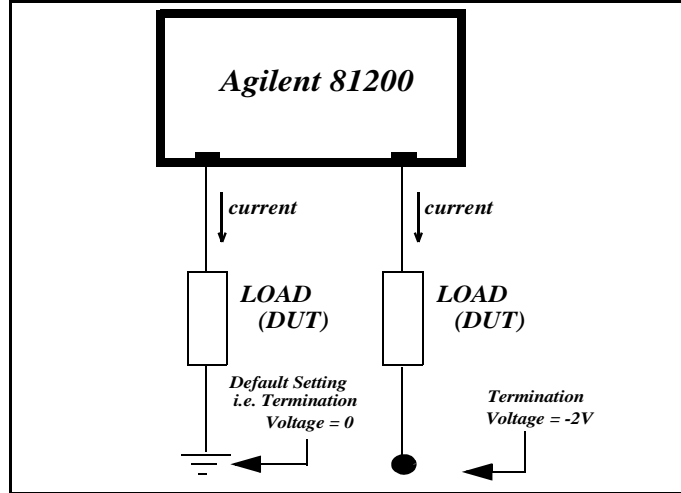 Agilent 81200
current
current
LOAD
(DUT)
LOAD
(DUT)
Default Setting
i.e. Termination
Voltage = 0
Termination
Voltage = -2V